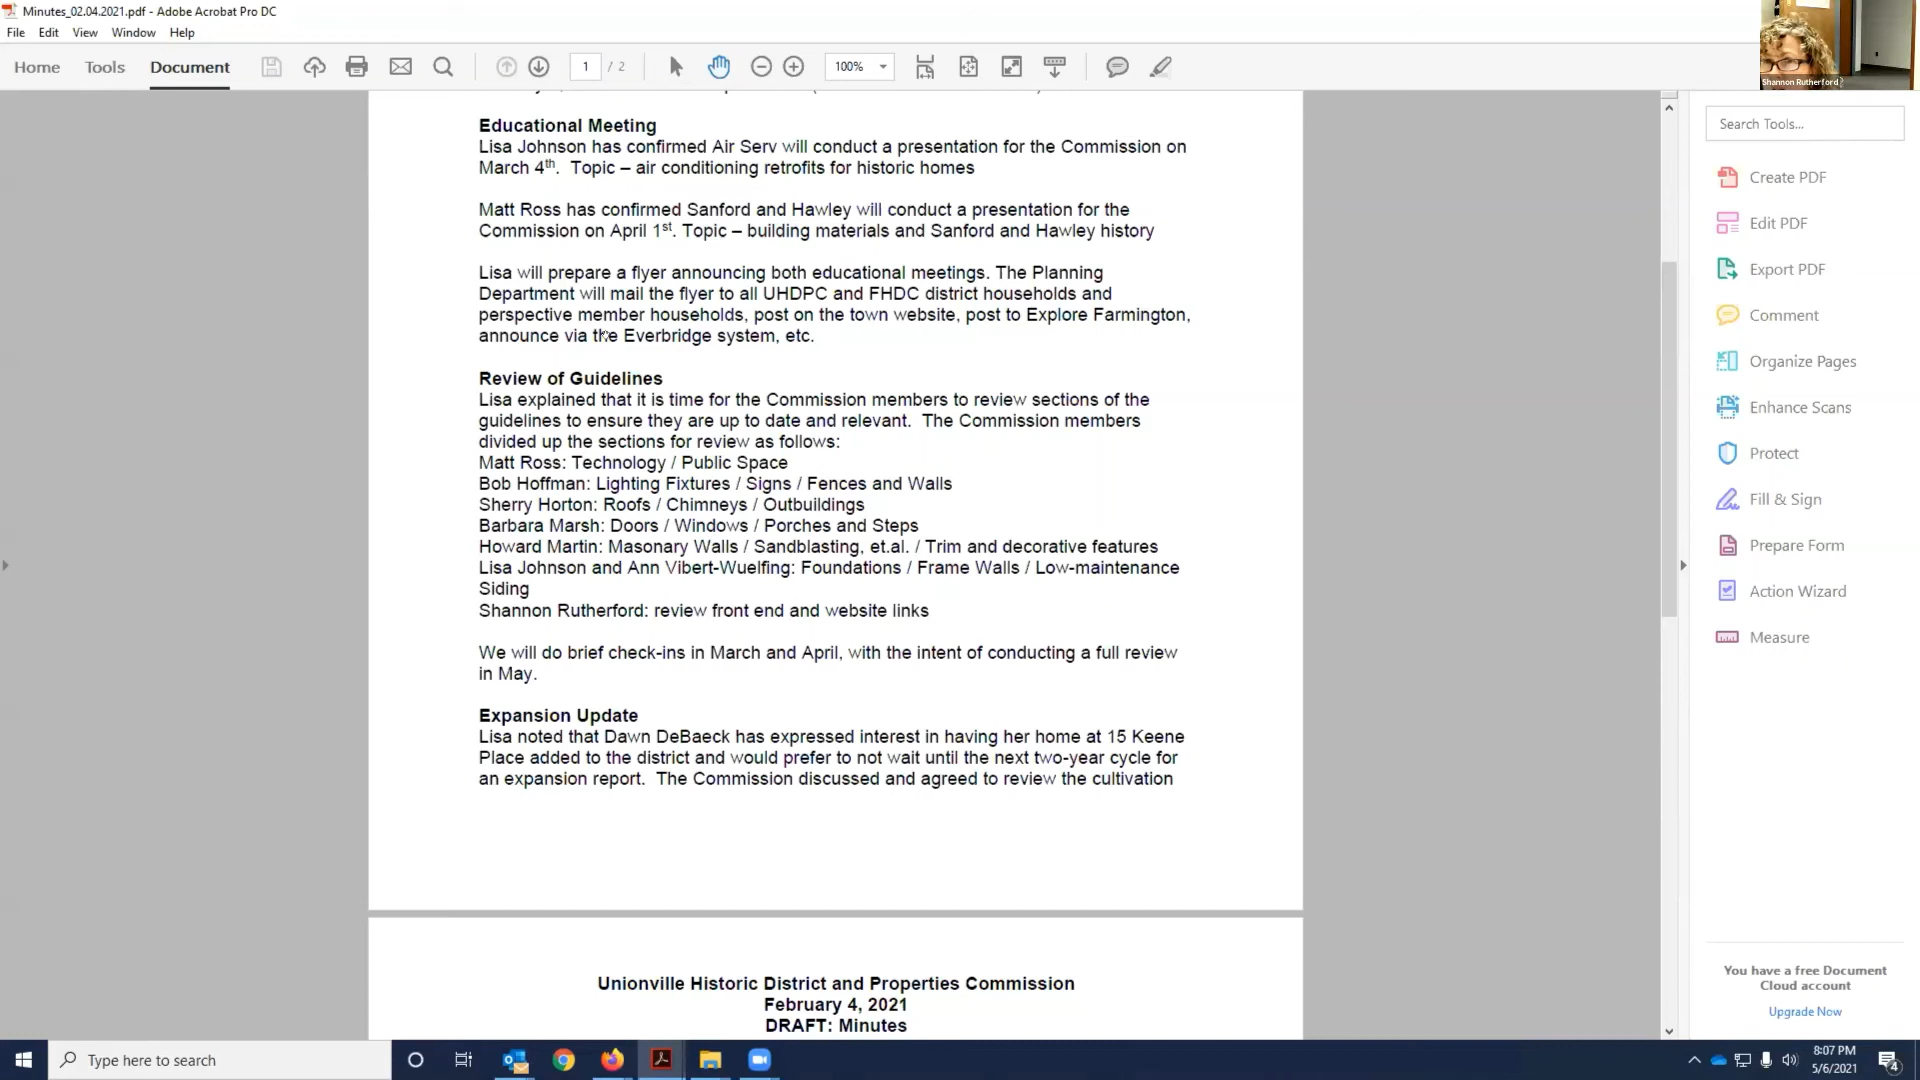 Minutes_02.04.2021.pdf - Adobe Acrobat Pro DC
File Edit View Window Help
Home Tools Document 1 / 2 100%
Shannon Rutherford
Educational Meeting
Lisa Johnson has confirmed Air Serv will conduct a presentation for the Commission on
March 4th. Topic – air conditioning retrofits for historic homes
Matt Ross has confirmed Sanford and Hawley will conduct a presentation for the
Commission on April 1st. Topic – building materials and Sanford and Hawley history
Lisa will prepare a flyer announcing both educational meetings. The Planning
Department will mail the flyer to all UHDPC and FHDC district households and
perspective member households, post on the town website, post to Explore Farmington,
announce via the Everbridge system, etc.
Review of Guidelines
Lisa explained that it is time for the Commission members to review sections of the
guidelines to ensure they are up to date and relevant. The Commission members
divided up the sections for review as follows:
Matt Ross: Technology / Public Space
Bob Hoffman: Lighting Fixtures / Signs / Fences and Walls
Sherry Horton: Roofs / Chimneys / Outbuildings
Barbara Marsh: Doors / Windows / Porches and Steps
Howard Martin: Masonary Walls / Sandblasting, et.al. / Trim and decorative features
Lisa Johnson and Ann Vibert-Wuelfing: Foundations / Frame Walls / Low-maintenance
Siding
Shannon Rutherford: review front end and website links
We will do brief check-ins in March and April, with the intent of conducting a full review
in May.
Expansion Update
Lisa noted that Dawn DeBaeck has expressed interest in having her home at 15 Keene
Place added to the district and would prefer to not wait until the next two-year cycle for
an expansion report. The Commission discussed and agreed to review the cultivation
Unionville Historic District and Properties Commission
February 4, 2021
DRAFT: Minutes
Search Tools...
Create PDF
Edit PDF
Export PDF
Comment
Organize Pages
Enhance Scans
Protect
Fill & Sign
Prepare Form
Action Wizard
Measure
You have a free Document
Cloud account
Upgrade Now
Type here to search
8:07 PM
5/6/2021
4